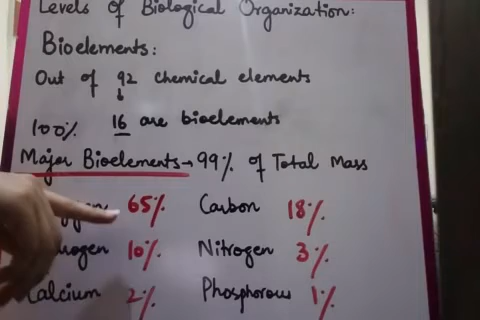 Levels of Biological Organization:
Bioelements:
Out of 92 chemical elements
100% 16 are bioelements
Major Bioelements→99% of Total Mass
65% Carbon 18%
10% Nitrogen 3%
Calcium 2% Phosphorous 1%